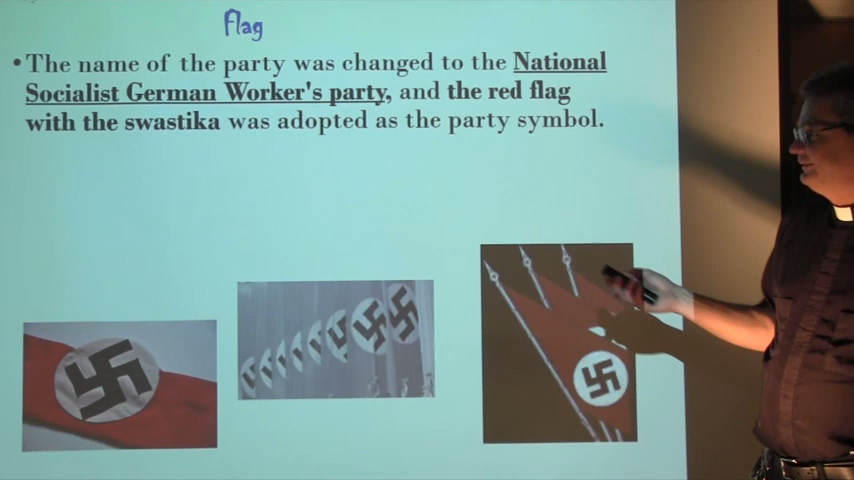 Flag
•The name of the party was changed to the National
Socialist German Worker's party, and the red flag
with the swastika was adopted as the party symbol.